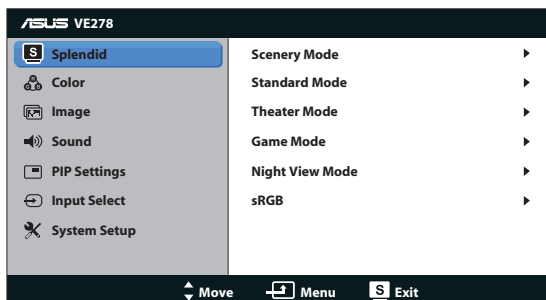 ASUS VE278
S Splendid
Color
Image
Sound
PIP Settings
Input Select
System Setup
Scenery Mode
Standard Mode
Theater Mode
Game Mode
Night View Mode
sRGB
Move Menu S Exit